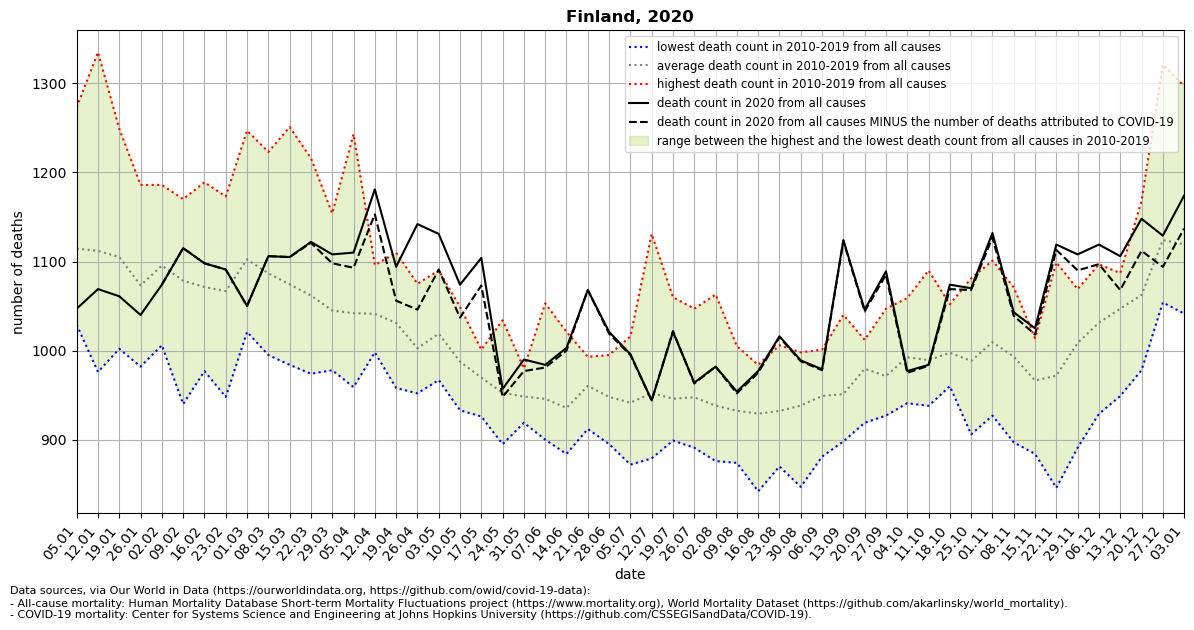 Finland, 2020
lowest death count in 2010-2019 from all causes
average death count in 2010-2019 from all causes
highest death count in 2010-2019 from all causes
death count in 2020 from all causes
death count in 2020 from all causes MINUS the number of deaths attributed to COVID-19
range between the highest and the lowest death count from all causes in 2010-2019
number of deaths
1300
1200
1100
1000
900
05.01 12.01 19.01 26.01 02.02 09.02 16.02 23.02 01.03 08.03 15.03 22.03 29.03 05.04 12.04 19.04 26.04 03.05 10.05 17.05 24.05 31.05 07.06 14.06 21.06 28.06 05.07 12.07 19.07 26.07 02.08 09.08 16.08 23.08 30.08 06.09 13.09 20.09 27.09 04.10 11.10 18.10 25.10 01.11 08.11 15.11 22.11 29.11 06.12 13.12 20.12 27.12 03.01
date
Data sources, via Our World in Data (https://ourworldindata.org, https://github.com/owid/covid-19-data):
- All-cause mortality: Human Mortality Database Short-term Mortality Fluctuations project (https://www.mortality.org), World Mortality Dataset (https://github.com/akarlinsky/world_mortality).
- COVID-19 mortality: Center for Systems Science and Engineering at Johns Hopkins University (https://github.com/CSSEGISandData/COVID-19).